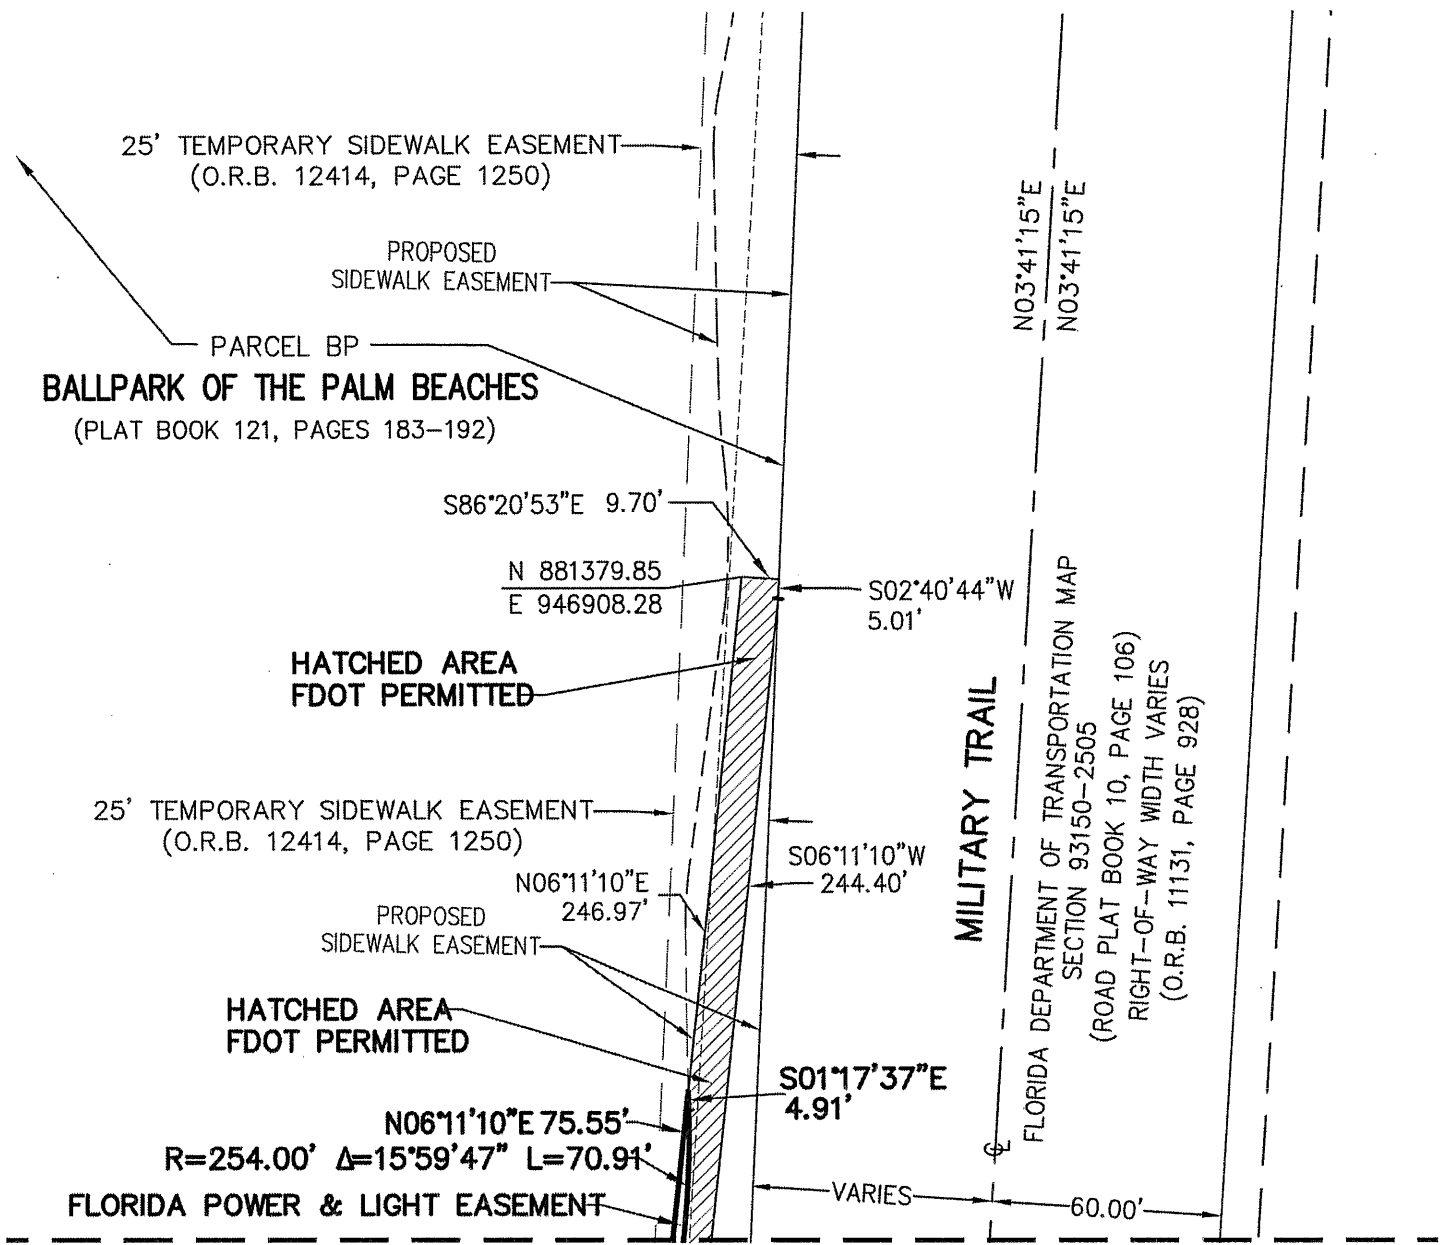 25' TEMPORARY SIDEWALK EASEMENT
(O.R.B. 12414, PAGE 1250)
PROPOSED
SIDEWALK EASEMENT
N03°41'15"E
N03°41'15"E
PARCEL BP
BALLPARK OF THE PALM BEACHES
(PLAT BOOK 121, PAGES 183-192)
S86°20'53"E 9.70'
N 881379.85
E 946908.28
S02°40'44"W
5.01'
HATCHED AREA
FDOT PERMITTED
MILITARY TRAIL
FLORIDA DEPARTMENT OF TRANSPORTATION MAP
SECTION 93150-2505
(ROAD PLAT BOOK 10, PAGE 106)
RIGHT-OF-WAY WIDTH VARIES
(O.R.B. 11131, PAGE 928)
25' TEMPORARY SIDEWALK EASEMENT
(O.R.B. 12414, PAGE 1250)
S06°11'10"W
244.40'
N06°11'10"E
246.97'
PROPOSED
SIDEWALK EASEMENT
HATCHED AREA
FDOT PERMITTED
S01°17'37"E
4.91'
N06°11'10"E 75.55'
R=254.00' Δ=15°59'47" L=70.91'
FLORIDA POWER & LIGHT EASEMENT
℄
VARIES
60.00'